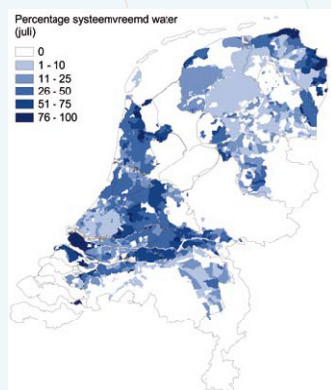 Percentage systeemvreemd water
(juli)
0
1 - 10
11 - 25
26 - 50
51 - 75
76 - 100